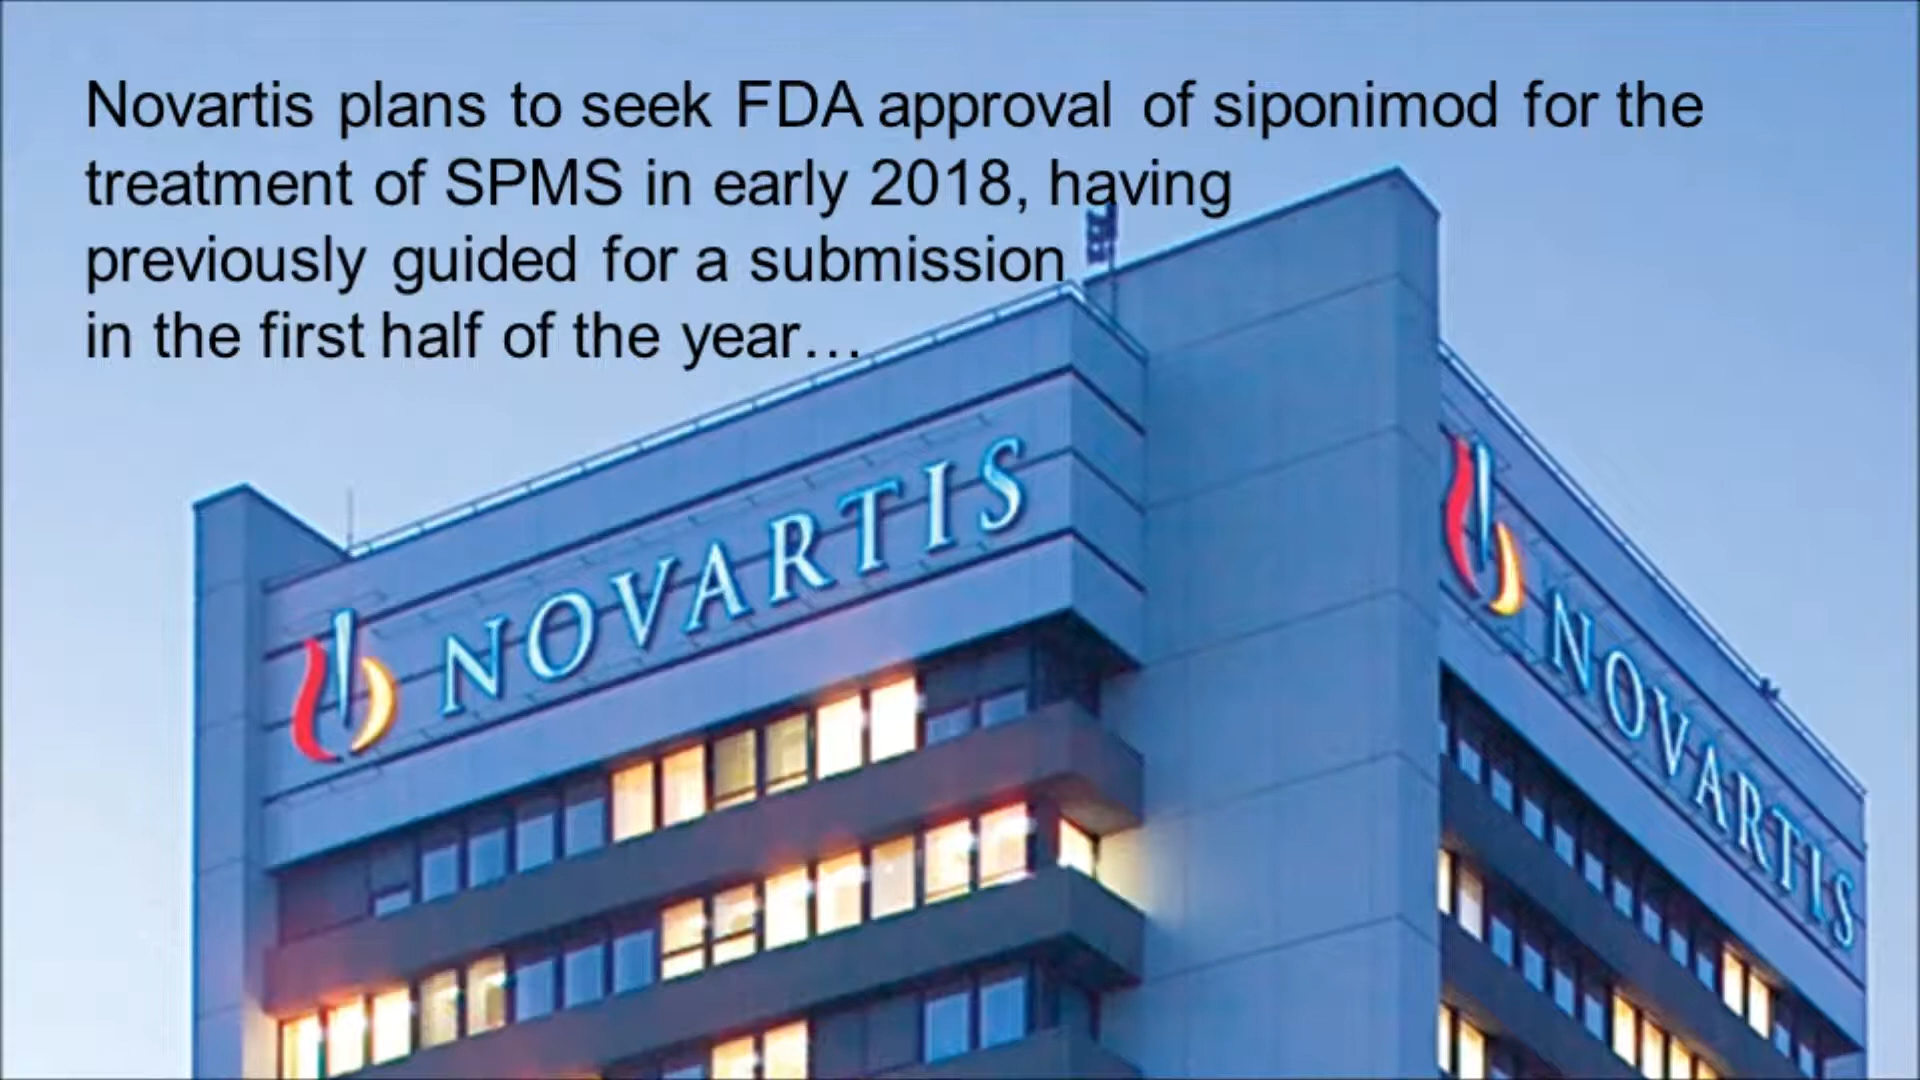 Novartis plans to seek FDA approval of siponimod for the
treatment of SPMS in early 2018, having
previously guided for a submission
in the first half of the year…
NOVARTIS
NOVARTIS